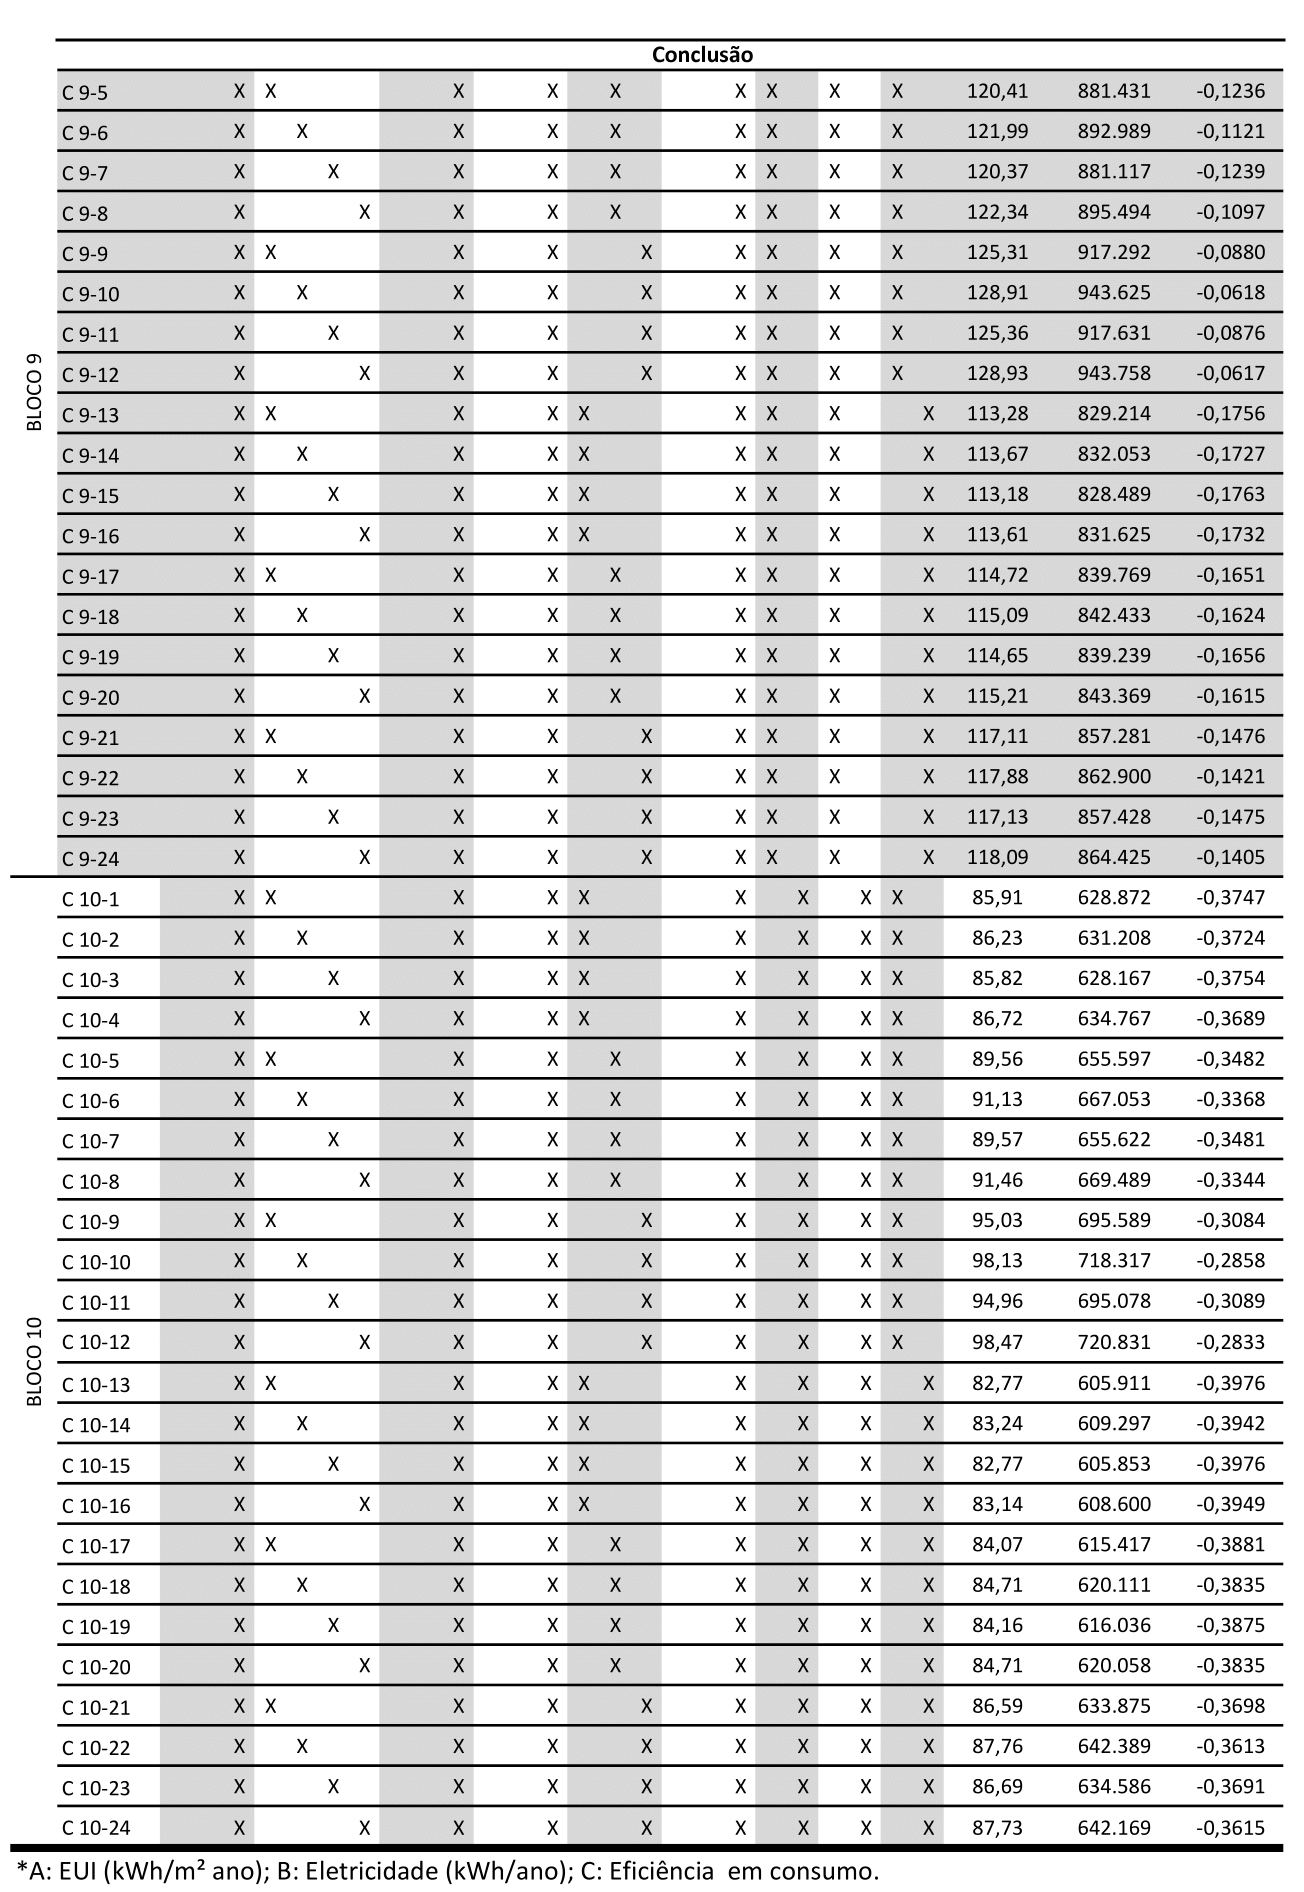 Conclusão
C 9-5 X X X X X X X X X 120,41 881.431 -0,1236
C 9-6 X X X X X X X X X 121,99 892.989 -0,1121
C 9-7 X X X X X X X X X 120,37 881.117 -0,1239
C 9-8 X X X X X X X X X 122,34 895.494 -0,1097
C 9-9 X X X X X X X X X 125,31 917.292 -0,0880
C 9-10 X X X X X X X X X 128,91 943.625 -0,0618
C 9-11 X X X X X X X X X 125,36 917.631 -0,0876
C 9-12 X X X X X X X X X 128,93 943.758 -0,0617
BLOCO 9
C 9-13 X X X X X X X X X 113,28 829.214 -0,1756
C 9-14 X X X X X X X X X 113,67 832.053 -0,1727
C 9-15 X X X X X X X X X 113,18 828.489 -0,1763
C 9-16 X X X X X X X X X 113,61 831.625 -0,1732
C 9-17 X X X X X X X X X 114,72 839.769 -0,1651
C 9-18 X X X X X X X X X 115,09 842.433 -0,1624
C 9-19 X X X X X X X X X 114,65 839.239 -0,1656
C 9-20 X X X X X X X X X 115,21 843.369 -0,1615
C 9-21 X X X X X X X X X 117,11 857.281 -0,1476
C 9-22 X X X X X X X X X 117,88 862.900 -0,1421
C 9-23 X X X X X X X X X 117,13 857.428 -0,1475
C 9-24 X X X X X X X X X 118,09 864.425 -0,1405
C 10-1 X X X X X X X X X 85,91 628.872 -0,3747
C 10-2 X X X X X X X X X 86,23 631.208 -0,3724
C 10-3 X X X X X X X X X 85,82 628.167 -0,3754
C 10-4 X X X X X X X X X 86,72 634.767 -0,3689
C 10-5 X X X X X X X X X 89,56 655.597 -0,3482
C 10-6 X X X X X X X X X 91,13 667.053 -0,3368
C 10-7 X X X X X X X X X 89,57 655.622 -0,3481
C 10-8 X X X X X X X X X 91,46 669.489 -0,3344
C 10-9 X X X X X X X X X 95,03 695.589 -0,3084
C 10-10 X X X X X X X X X 98,13 718.317 -0,2858
C 10-11 X X X X X X X X X 94,96 695.078 -0,3089
C 10-12 X X X X X X X X X 98,47 720.831 -0,2833
BLOCO 10
C 10-13 X X X X X X X X X 82,77 605.911 -0,3976
C 10-14 X X X X X X X X X 83,24 609.297 -0,3942
C 10-15 X X X X X X X X X 82,77 605.853 -0,3976
C 10-16 X X X X X X X X X 83,14 608.600 -0,3949
C 10-17 X X X X X X X X X 84,07 615.417 -0,3881
C 10-18 X X X X X X X X X 84,71 620.111 -0,3835
C 10-19 X X X X X X X X X 84,16 616.036 -0,3875
C 10-20 X X X X X X X X X 84,71 620.058 -0,3835
C 10-21 X X X X X X X X X 86,59 633.875 -0,3698
C 10-22 X X X X X X X X X 87,76 642.389 -0,3613
C 10-23 X X X X X X X X X 86,69 634.586 -0,3691
C 10-24 X X X X X X X X X 87,73 642.169 -0,3615
*A: EUI (kWh/m² ano); B: Eletricidade (kWh/ano); C: Eficiência em consumo.